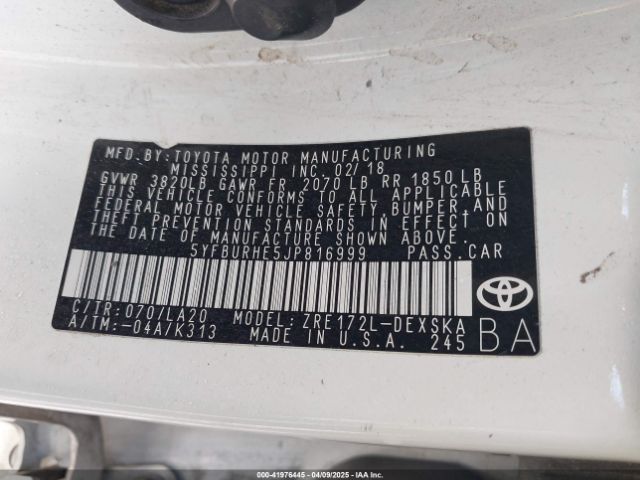 MFD.BY:TOYOTA MOTOR MANUFACTURING
MISSISSIPPI INC. 02/18
GVWR 3820LB GAWR FR 2070 LB RR 1850 LB
THIS VEHICLE CONFORMS TO ALL APPLICABLE
FEDERAL MOTOR VEHICLE SAFETY, BUMPER AND
THEFT PREVENTION STANDARDS IN EFFECT ON
THE DATE OF MANUFACTURE SHOWN ABOVE.
5YFBURHE5JP816999 PASS.CAR
C/TR:070/LA20 MODEL:ZRE172L-DEXSKA
A/TM:-04A/K313 MADE IN U.S.A. 245
BA
00-41976445 - 04/09/2025 - IAAI.COM